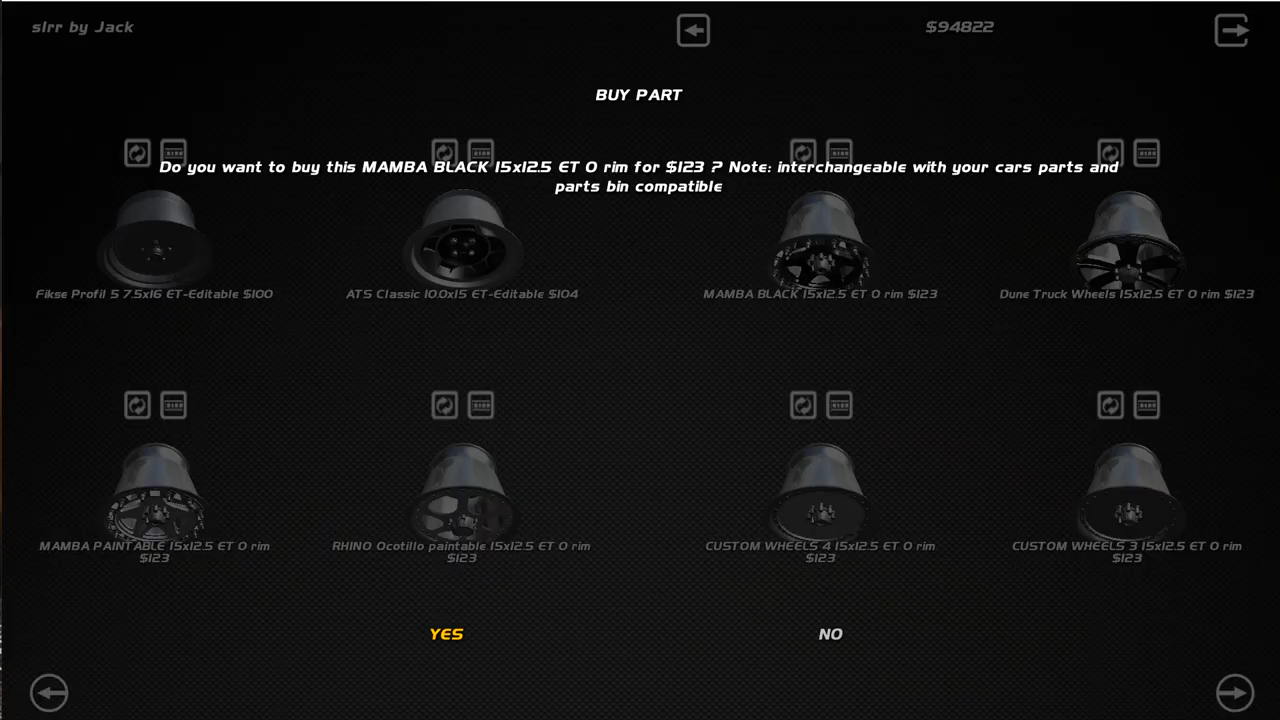 slrr by Jack
$94822
BUY PART
Do you want to buy this MAMBA BLACK 15x12.5 ET 0 rim for $123 ? Note: interchangeable with your cars parts and
parts bin compatible
Fikse Profil 5 7.5x16 ET-Editable $100
ATS Classic 10.0x15 ET-Editable $104
MAMBA BLACK 15x12.5 ET 0 rim $123
Dune Truck Wheels 15x12.5 ET 0 rim $123
MAMBA PAINTABLE 15x12.5 ET 0 rim
$123
RHINO Ocotillo paintable 15x12.5 ET 0 rim
$123
CUSTOM WHEELS 4 15x12.5 ET 0 rim
$123
CUSTOM WHEELS 3 15x12.5 ET 0 rim
$123
YES
NO